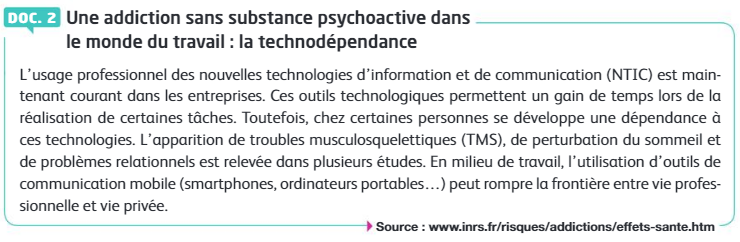 DOC. 2 Une addiction sans substance psychoactive dans
le monde du travail : la technodépendance
L'usage professionnel des nouvelles technologies d'information et de communication (NTIC) est main-
tenant courant dans les entreprises. Ces outils technologiques permettent un gain de temps lors de la
réalisation de certaines tâches. Toutefois, chez certaines personnes se développe une dépendance à
ces technologies. L'apparition de troubles musculosquelettiques (TMS), de perturbation du sommeil et
de problèmes relationnels est relevée dans plusieurs études. En milieu de travail, l'utilisation d'outils de
communication mobile (smartphones, ordinateurs portables...) peut rompre la frontière entre vie profes-
sionnelle et vie privée.
Source : www.inrs.fr/risques/addictions/effets-sante.htm